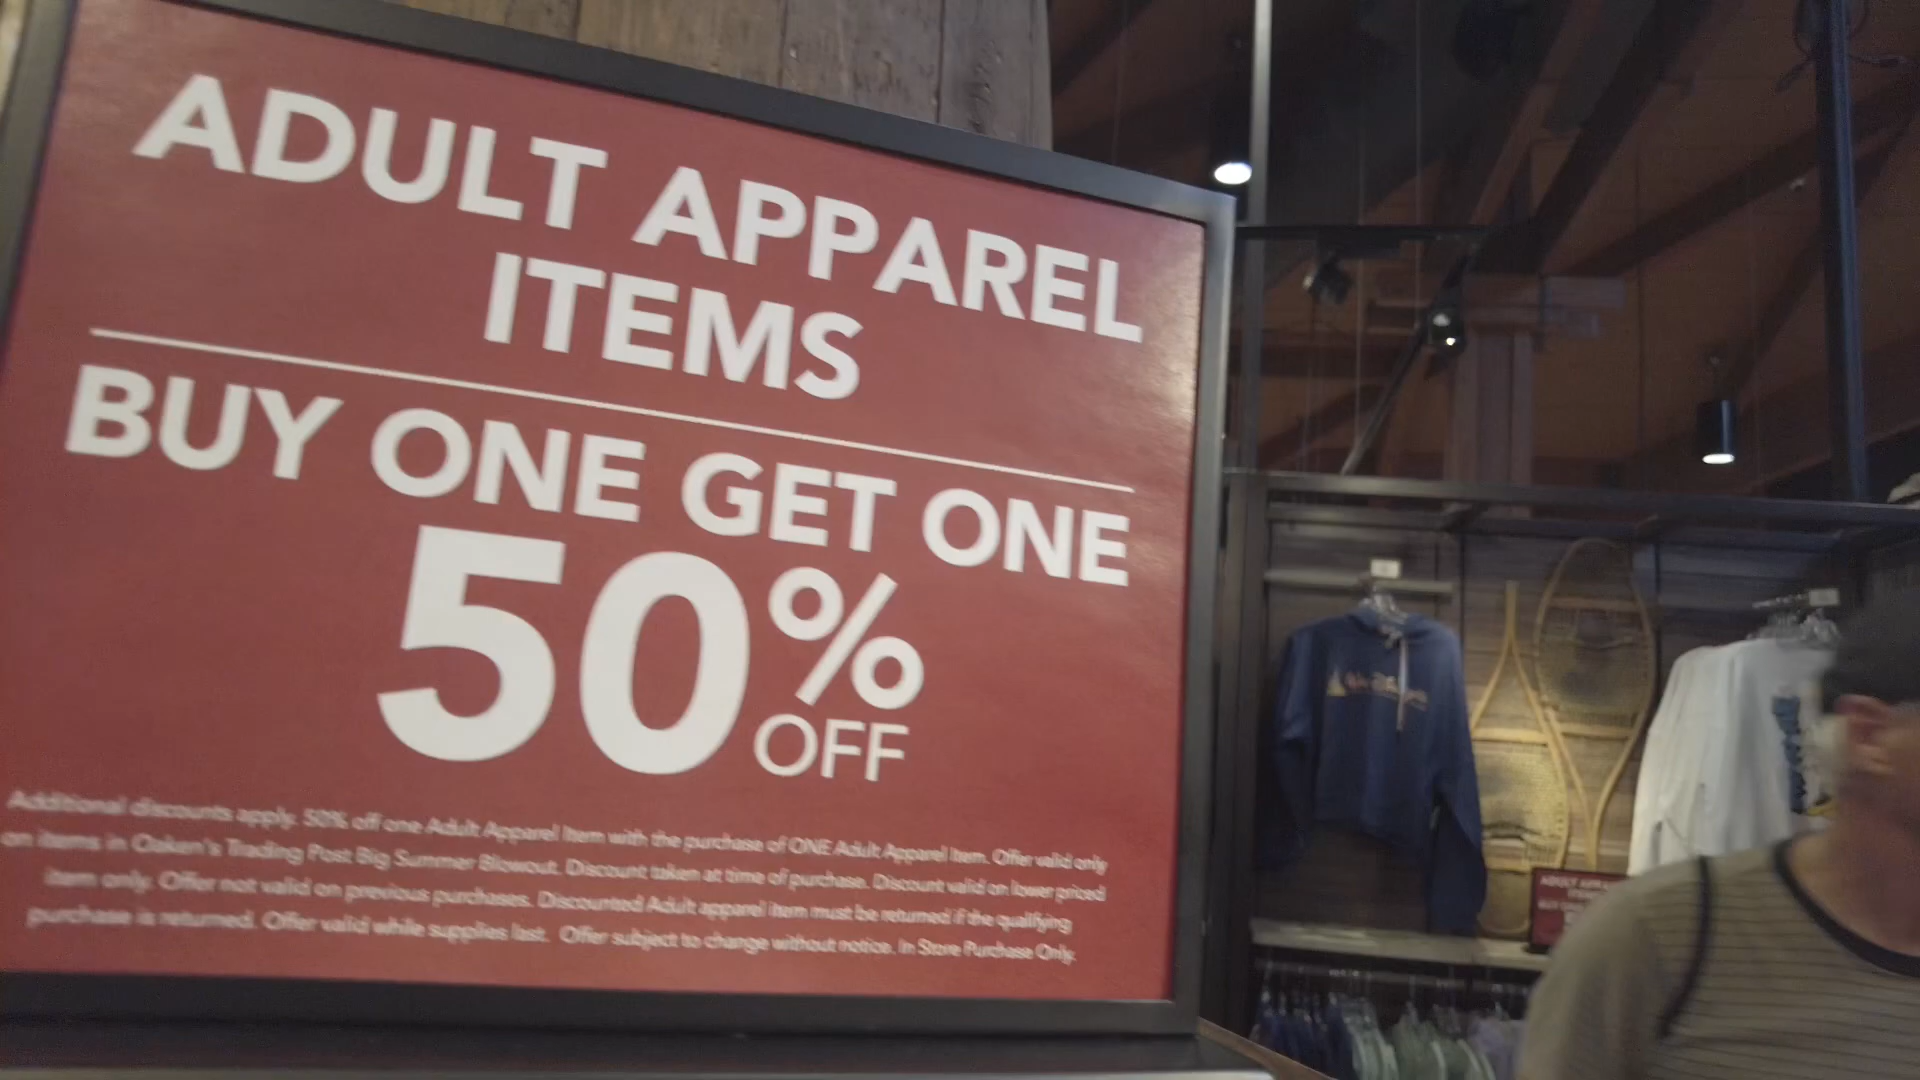 ADULT APPAREL
ITEMS
BUY ONE GET ONE
50%
OFF
Additional discounts apply. 50% off one Adult Apparel Item with the purchase of ONE Adult Apparel Item. Offer valid only
on items in Oaken's Trading Post Big Summer Blowout. Discount taken at time of purchase. Discount valid on lower priced
item only. Offer not valid on previous purchases. Discounted Adult apparel item must be returned if the qualifying
purchase is returned. Offer valid while supplies last. Offer subject to change without notice. In Store Purchase Only.